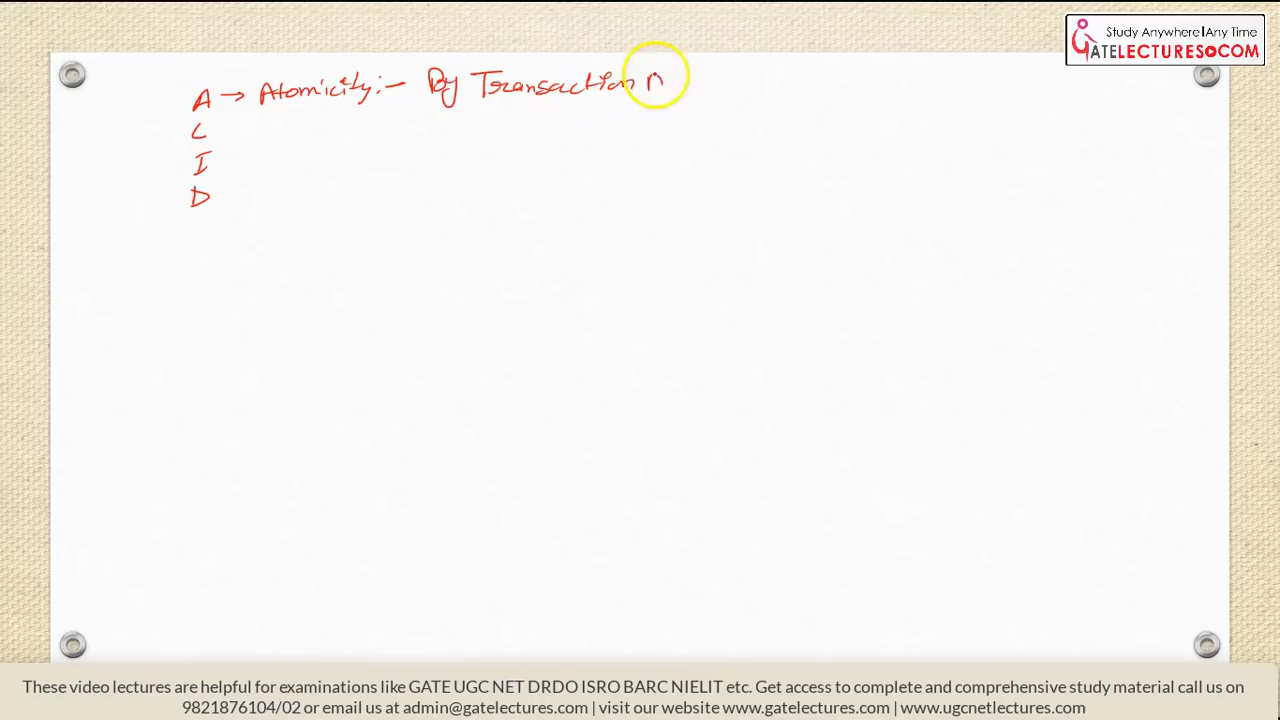 Study Anywhere|Any Time
GATELECTURES.COM
A → Atomicity:- By Transaction
C
I
D
These video lectures are helpful for examinations like GATE UGC NET DRDO ISRO BARC NIELIT etc. Get access to complete and comprehensive study material call us on
9821876104/02 or email us at admin@gatelectures.com | visit our website www.gatelectures.com | www.ugcnetlectures.com